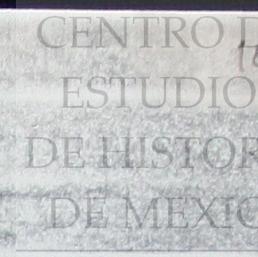 CENTRO D
ESTUDIO
DE HISTOR
DE MEXIC